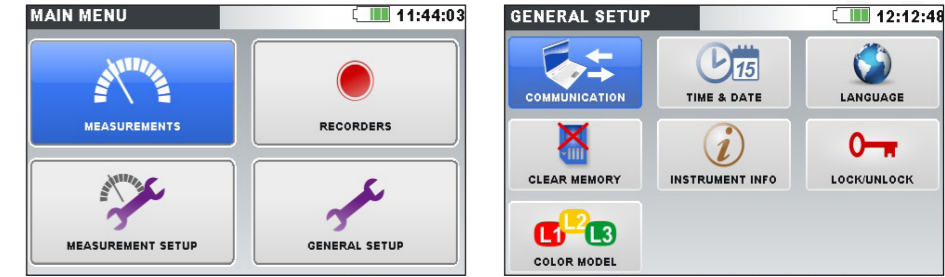 MAIN MENU 11:44:03
MEASUREMENTS RECORDERS
MEASUREMENT SETUP GENERAL SETUP
GENERAL SETUP 12:12:48
15
COMMUNICATION TIME & DATE LANGUAGE
CLEAR MEMORY INSTRUMENT INFO LOCK/UNLOCK
L1 L2 L3
COLOR MODEL